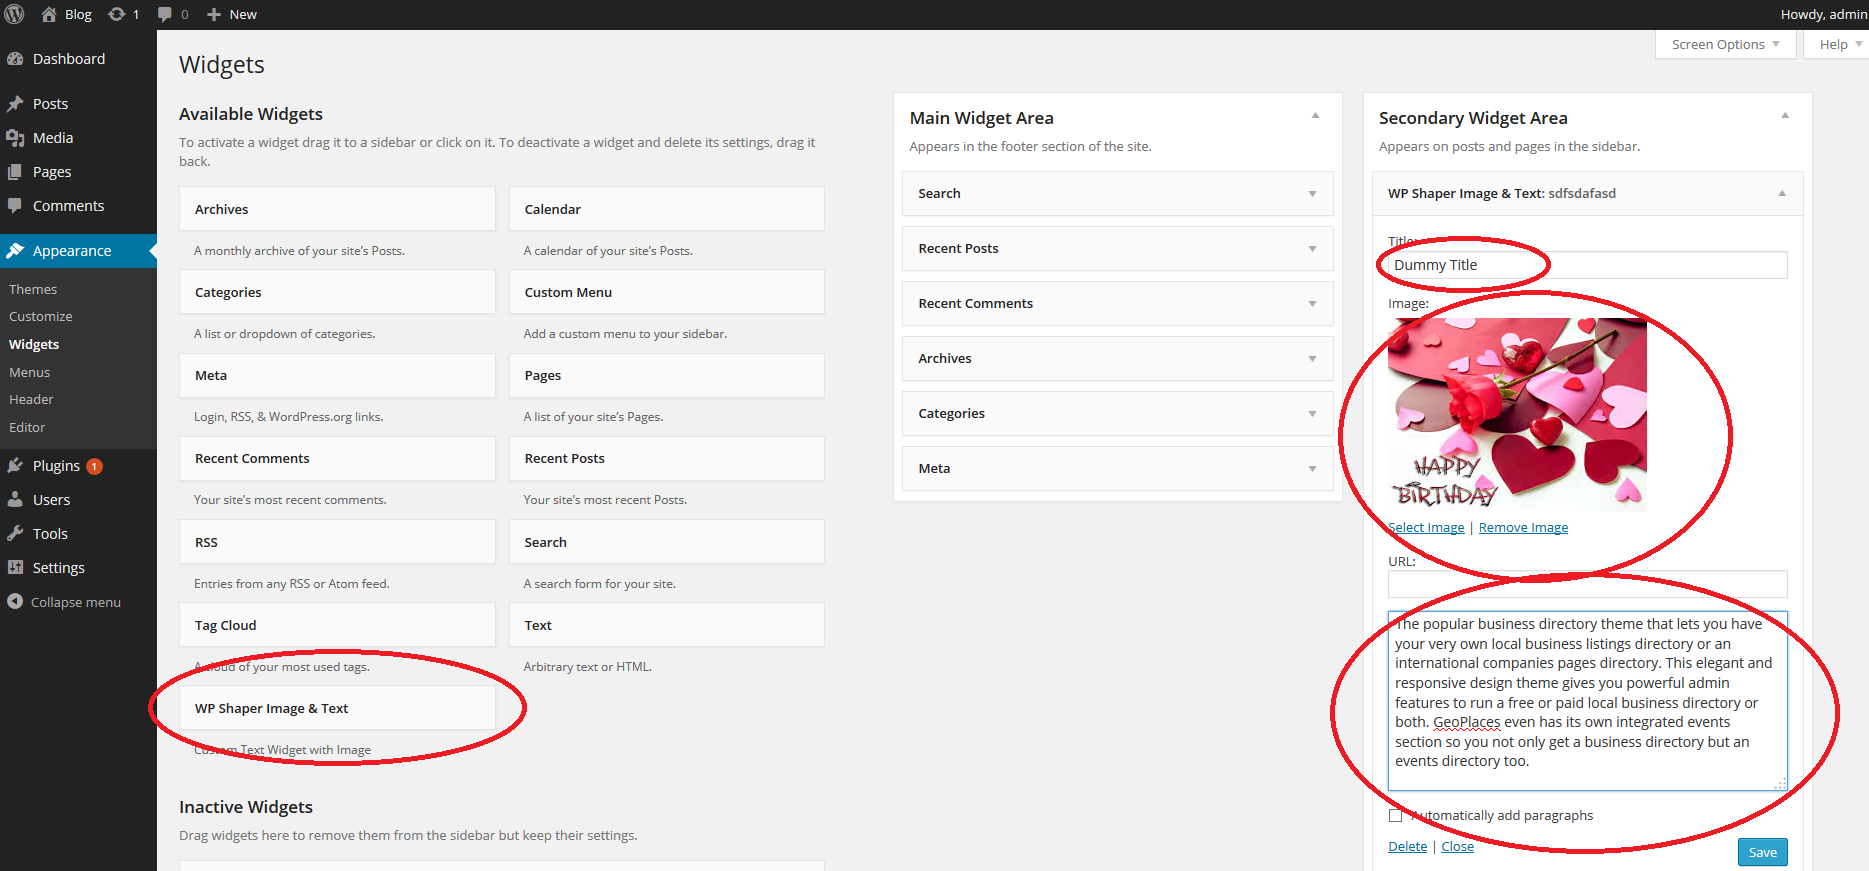 Blog 1 0 New
Howdy, admin
Screen Options Help
Dashboard
Posts
Media
Pages
Comments
Appearance
Themes
Customize
Widgets
Menus
Header
Editor
Plugins 1
Users
Tools
Settings
Collapse menu
Widgets
Available Widgets
To activate a widget drag it to a sidebar or click on it. To deactivate a widget and delete its settings, drag it
back.
Archives
A monthly archive of your site's Posts.
Calendar
A calendar of your site's Posts.
Categories
A list or dropdown of categories.
Custom Menu
Add a custom menu to your sidebar.
Meta
Login, RSS, & WordPress.org links.
Pages
A list of your site's Pages.
Recent Comments
Your site's most recent comments.
Recent Posts
Your site's most recent Posts.
RSS
Entries from any RSS or Atom feed.
Search
A search form for your site.
Tag Cloud
A cloud of your most used tags.
Text
Arbitrary text or HTML.
WP Shaper Image & Text
Custom Text Widget with Image
Inactive Widgets
Drag widgets here to remove them from the sidebar but keep their settings.
Main Widget Area
Appears in the footer section of the site.
Search
Recent Posts
Recent Comments
Archives
Categories
Meta
Secondary Widget Area
Appears on posts and pages in the sidebar.
WP Shaper Image & Text: sdfsdafasd
Title:
Dummy Title
Image:
HAPPY
BIRTHDAY
Select Image | Remove Image
URL:
The popular business directory theme that lets you have
your very own local business listings directory or an
international companies pages directory. This elegant and
responsive design theme gives you powerful admin
features to run a free or paid local business directory or
both. GeoPlaces even has its own integrated events
section so you not only get a business directory but an
events directory too.
Automatically add paragraphs
Delete | Close
Save